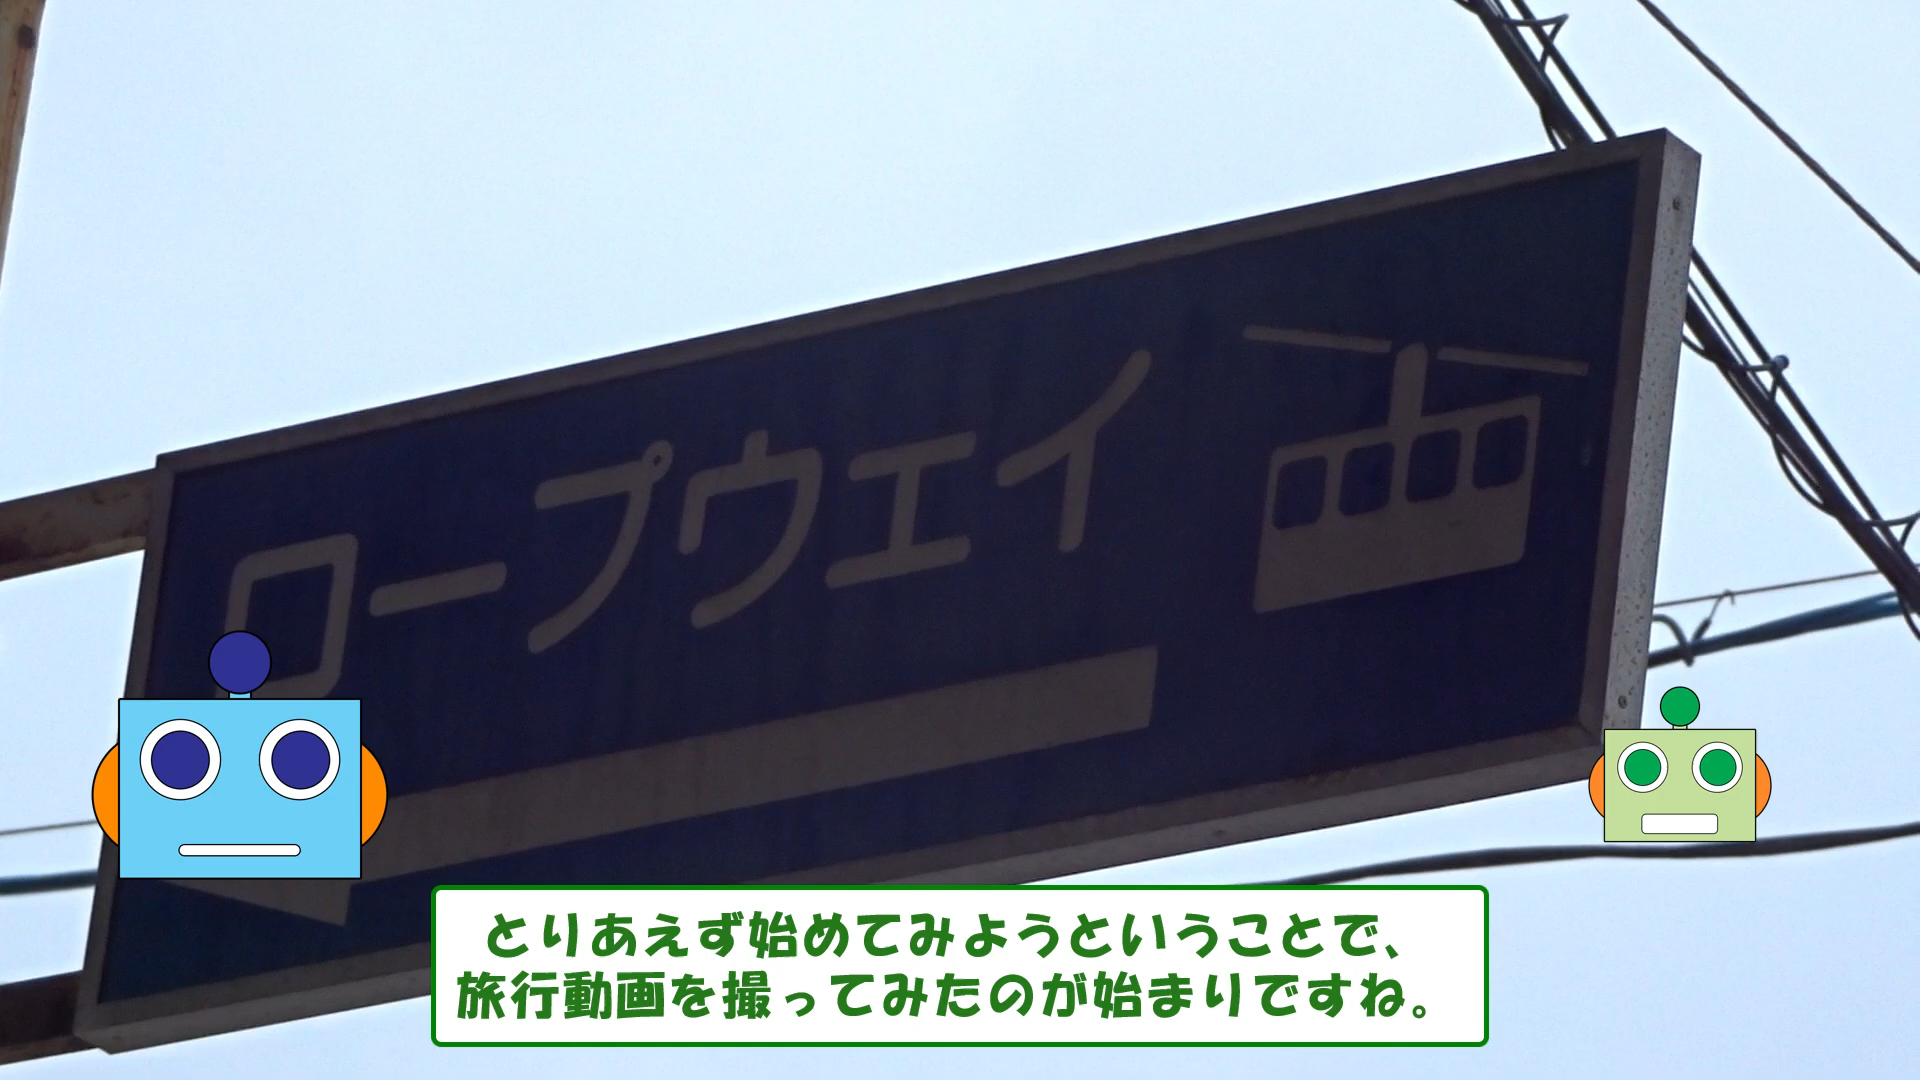 ロープウェイ
とりあえず始めてみようということで、
旅行動画を撮ってみたのが始まりですね。